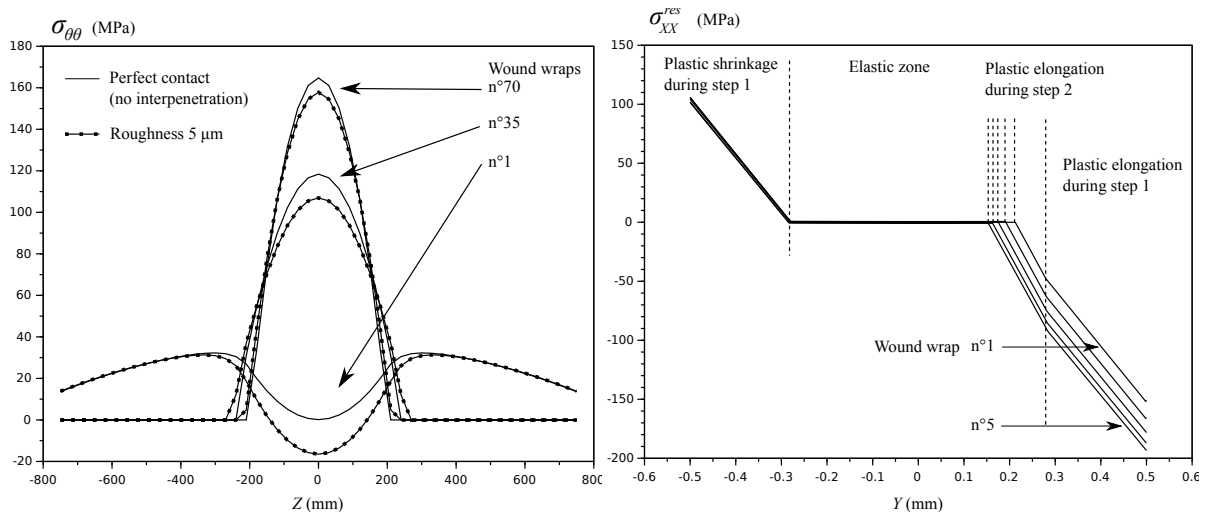 σθθ (MPa)
180
160
140
120
100
80
60
40
20
0
-20
-800
-600
-400
-200
0
200
400
600
800
Z (mm)
Perfect contact
(no interpenetration)
Roughness 5 µm
Wound wraps
n°70
n°35
n°1
σXX^res (MPa)
150
100
50
0
-50
-100
-150
-200
-0.6
-0.5
-0.4
-0.3
-0.2
-0.1
0
0.1
0.2
0.3
0.4
0.5
0.6
Y (mm)
Plastic shrinkage
during step 1
Elastic zone
Plastic elongation
during step 2
Plastic elongation
during step 1
Wound wrap n°1
n°5